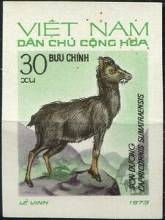 VIỆT NAM
DÂN CHỦ CỘNG HÒA
30 BƯU CHÍNH
XU
SƠN DƯƠNG
CAPRICORNIS SUMATRAENSIS
LÊ VINH 1973